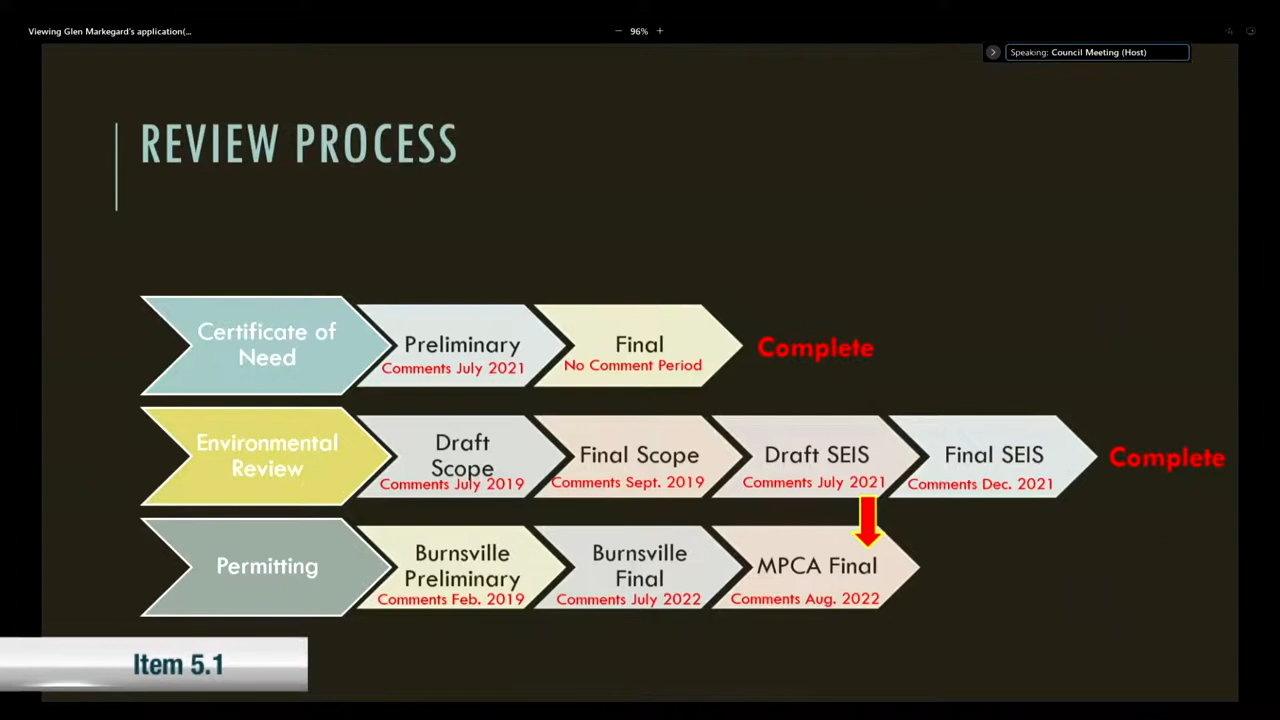 Viewing Glen Markegard's application(...
− 96% +
Speaking: Council Meeting (Host)
REVIEW PROCESS
Certificate of
Need
Preliminary
Comments July 2021
Final
No Comment Period
Complete
Environmental
Review
Draft
Scope
Comments July 2019
Final Scope
Comments Sept. 2019
Draft SEIS
Comments July 2021
Final SEIS
Comments Dec. 2021
Complete
Permitting
Burnsville
Preliminary
Comments Feb. 2019
Burnsville
Final
Comments July 2022
MPCA Final
Comments Aug. 2022
Item 5.1